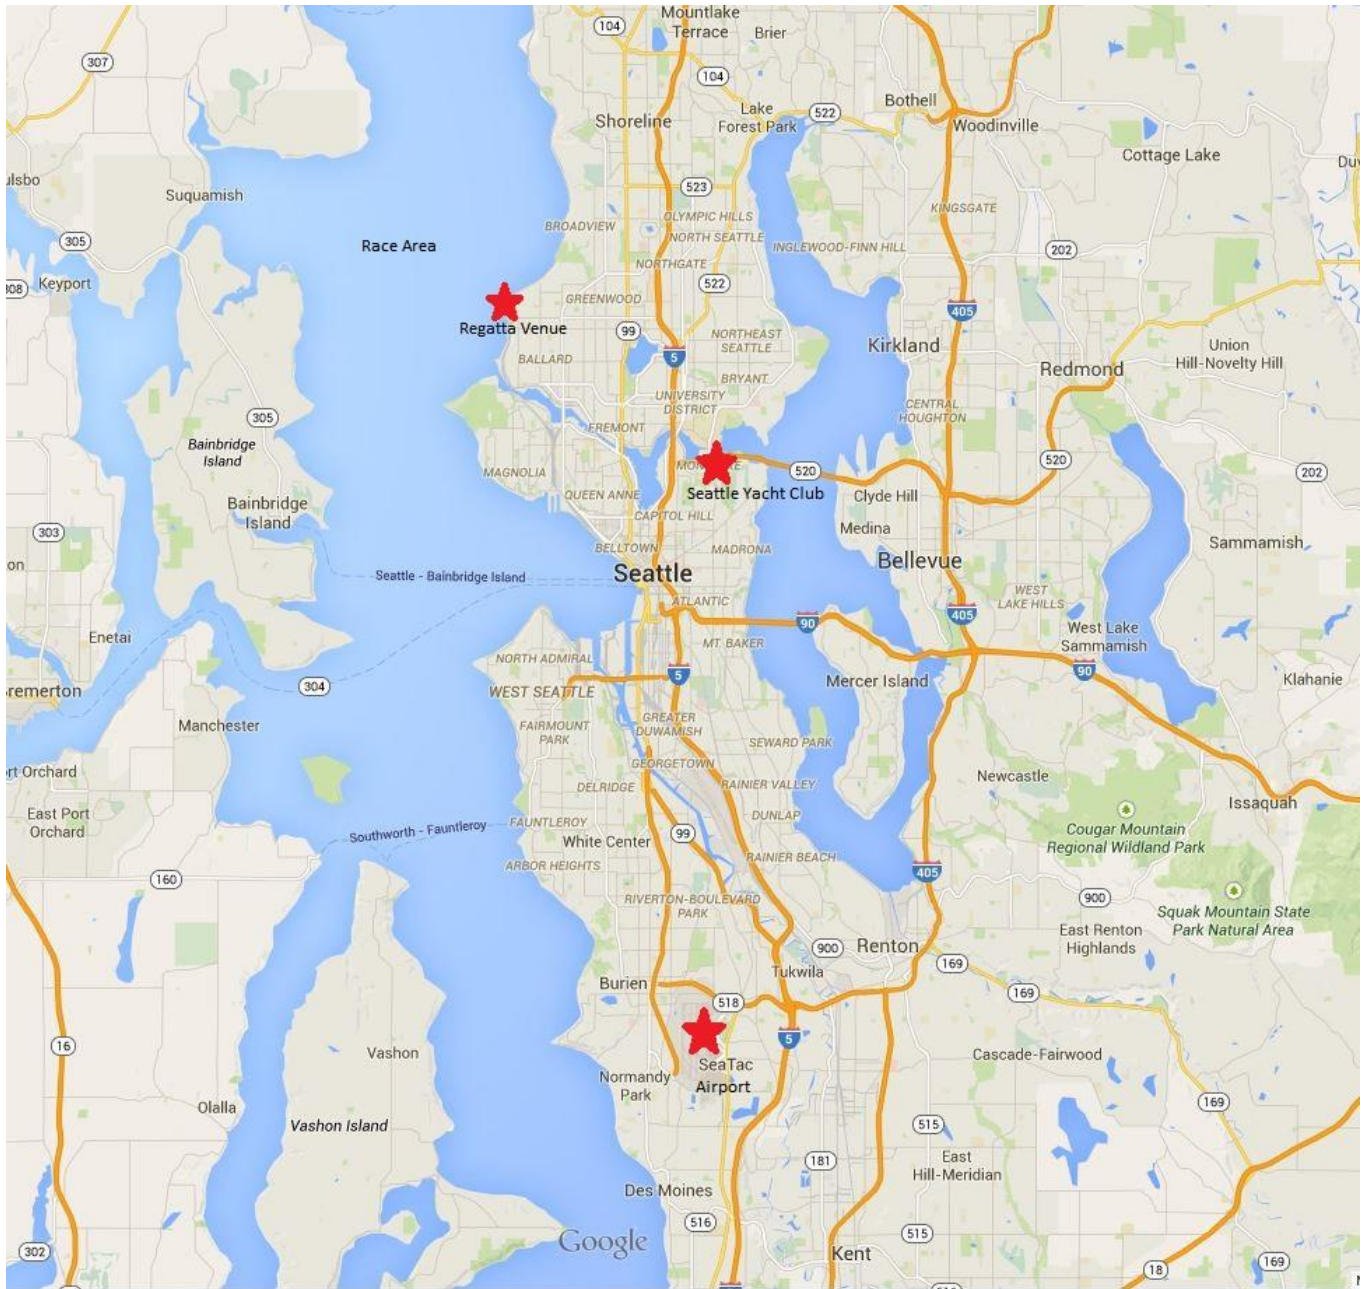 Mountlake
Terrace
Brier
104
307
104
Bothell
Lake
Forest Park
522
Shoreline
Woodinville
Cottage Lake
Suquamish
523
KINGSGATE
OLYMPIC HILLS
BROADVIEW
NORTH SEATTLE
305
Race Area
INGLEWOOD-FINN HILL
202
NORTHGATE
Keyport
522
GREENWOOD
405
Regatta Venue
99
NORTHEAST
SEATTLE
Kirkland
Union
Hill-Novelty Hill
BALLARD
5
Redmond
BRYANT
UNIVERSITY
DISTRICT
CENTRAL
HOUGHTON
305
FREMONT
Bainbridge
Island
520
MAGNOLIA
520
202
QUEEN ANNE
Seattle Yacht Club
Clyde Hill
Bainbridge
Island
CAPITOL HILL
Medina
303
BELLTOWN
MADRONA
Sammamish
Bellevue
Seattle - Bainbridge Island
Seattle
WEST
LAKE HILLS
ATLANTIC
405
90
West Lake
Sammamish
Enetai
MT. BAKER
NORTH ADMIRAL
90
5
Mercer Island
Klahanie
304
WEST SEATTLE
Manchester
FAIRMOUNT
PARK
GREATER
DUWAMISH
SEWARD PARK
GEORGETOWN
Newcastle
DELRIDGE
RAINIER VALLEY
Issaquah
East Port
Orchard
DUNLAP
FAUNTLEROY
Southworth - Fauntleroy
99
Cougar Mountain
Regional Wildland Park
White Center
RAINIER BEACH
ARBOR HEIGHTS
405
160
900
RIVERTON-BOULEVARD
PARK
Squak Mountain State
Park Natural Area
East Renton
Highlands
900
Renton
169
Tukwila
Burien
169
518
16
5
Vashon
Cascade-Fairwood
SeaTac
Airport
Normandy
Park
Olalla
169
Vashon Island
515
181
East
Hill-Meridian
Des Moines
516
515
Google
302
Kent
169
18